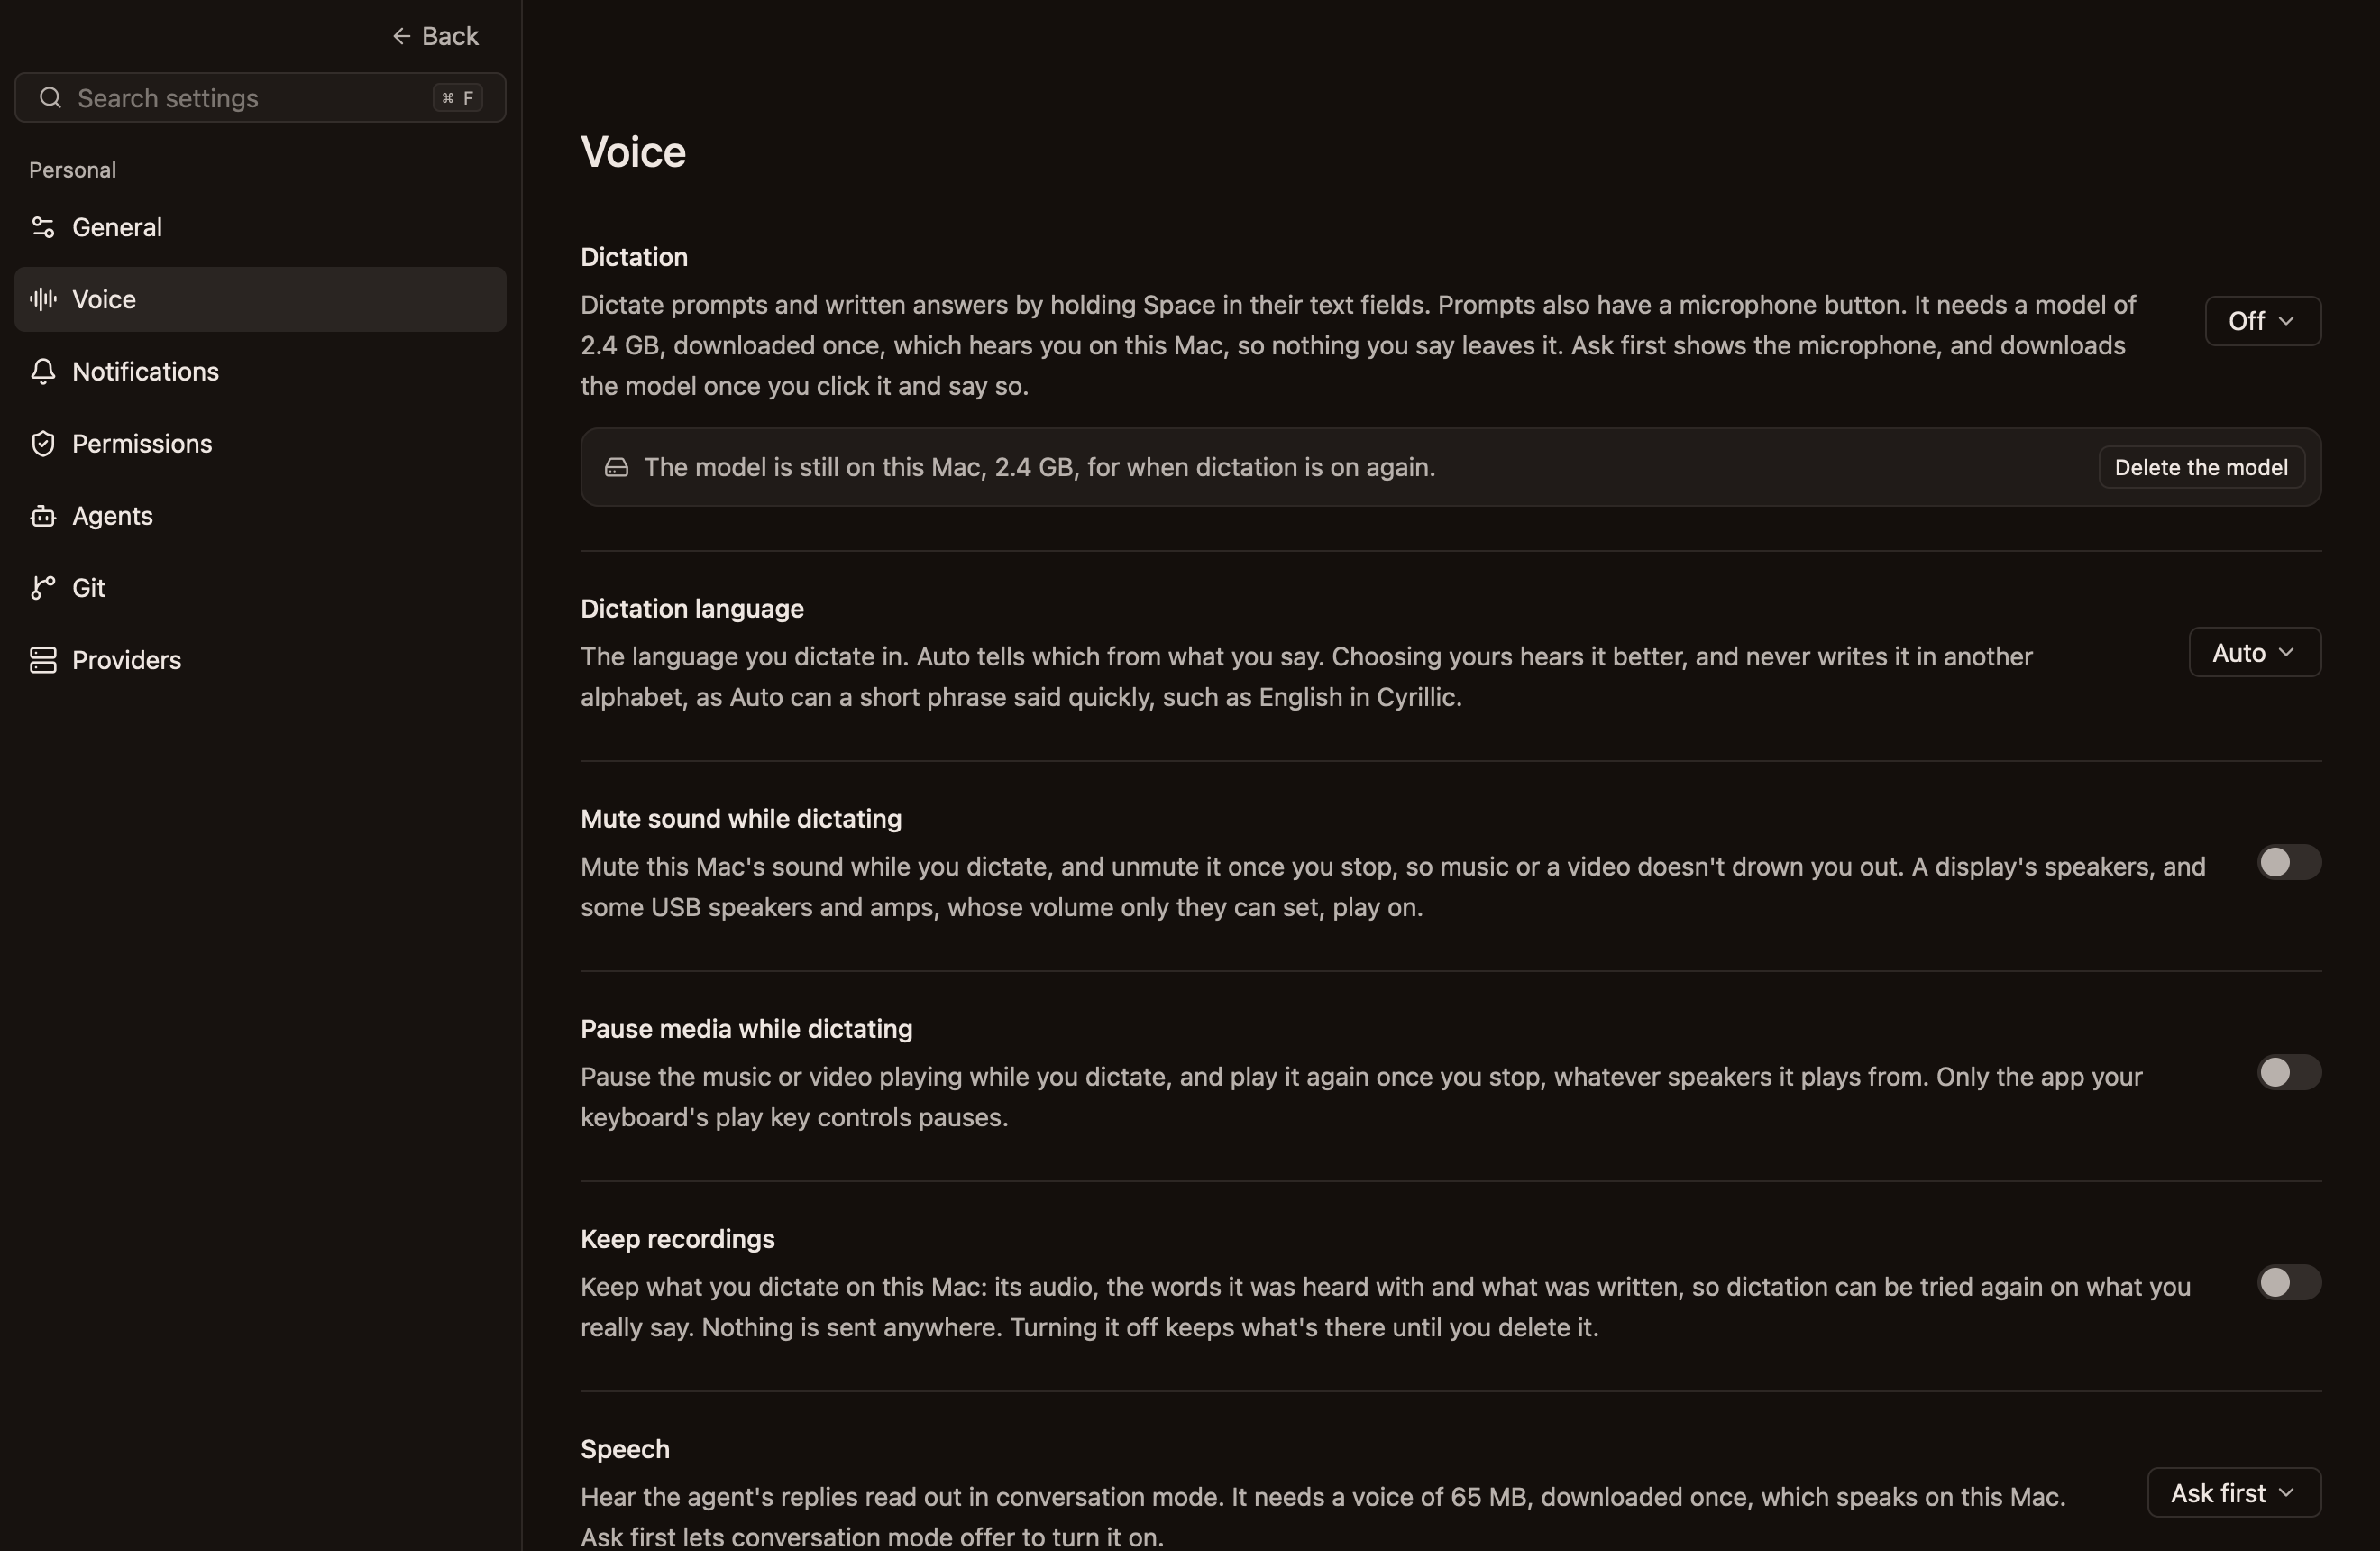 Back
Search settings
⌘ F
Personal
General
Voice
Notifications
Permissions
Agents
Git
Providers
Voice
Dictation
Dictate prompts and written answers by holding Space in their text fields. Prompts also have a microphone button. It needs a model of
2.4 GB, downloaded once, which hears you on this Mac, so nothing you say leaves it. Ask first shows the microphone, and downloads
the model once you click it and say so.
Off
The model is still on this Mac, 2.4 GB, for when dictation is on again.
Delete the model
Dictation language
The language you dictate in. Auto tells which from what you say. Choosing yours hears it better, and never writes it in another
alphabet, as Auto can a short phrase said quickly, such as English in Cyrillic.
Auto
Mute sound while dictating
Mute this Mac's sound while you dictate, and unmute it once you stop, so music or a video doesn't drown you out. A display's speakers, and
some USB speakers and amps, whose volume only they can set, play on.
Pause media while dictating
Pause the music or video playing while you dictate, and play it again once you stop, whatever speakers it plays from. Only the app your
keyboard's play key controls pauses.
Keep recordings
Keep what you dictate on this Mac: its audio, the words it was heard with and what was written, so dictation can be tried again on what you
really say. Nothing is sent anywhere. Turning it off keeps what's there until you delete it.
Speech
Hear the agent's replies read out in conversation mode. It needs a voice of 65 MB, downloaded once, which speaks on this Mac.
Ask first lets conversation mode offer to turn it on.
Ask first